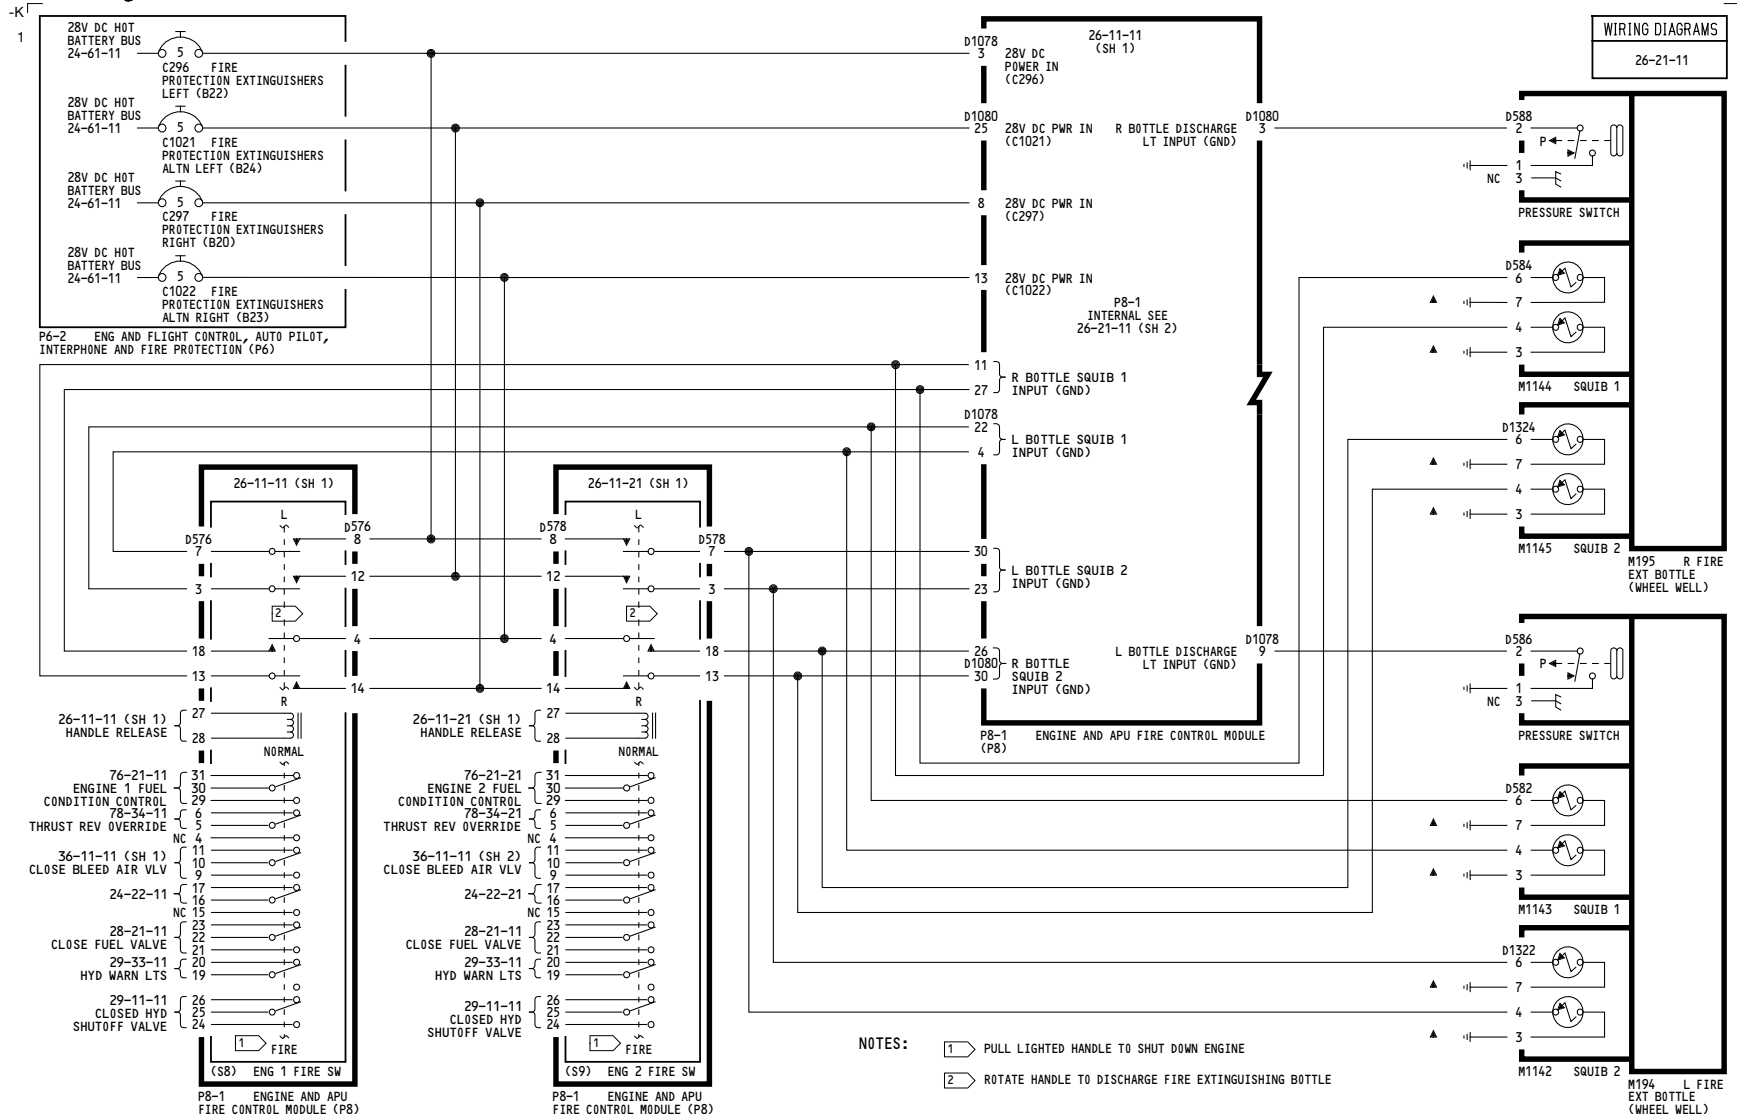 -K
1
28V DC HOT
BATTERY BUS
24-61-11
5
C296 FIRE
PROTECTION EXTINGUISHERS
LEFT (B22)
28V DC HOT
BATTERY BUS
24-61-11
5
C1021 FIRE
PROTECTION EXTINGUISHERS
ALTN LEFT (B24)
28V DC HOT
BATTERY BUS
24-61-11
5
C297 FIRE
PROTECTION EXTINGUISHERS
RIGHT (B20)
28V DC HOT
BATTERY BUS
24-61-11
5
C1022 FIRE
PROTECTION EXTINGUISHERS
ALTN RIGHT (B23)
P6-2 ENG AND FLIGHT CONTROL, AUTO PILOT,
INTERPHONE AND FIRE PROTECTION (P6)
26-11-11
(SH 1)
D1078
3 28V DC
POWER IN
(C296)
D1080
25 28V DC PWR IN
(C1021)
R BOTTLE DISCHARGE
LT INPUT (GND)
D1080
3
8 28V DC PWR IN
(C297)
13 28V DC PWR IN
(C1022)
P8-1
INTERNAL SEE
26-21-11 (SH 2)
11
27
R BOTTLE SQUIB 1
INPUT (GND)
D1078
22
4
L BOTTLE SQUIB 1
INPUT (GND)
30
23
L BOTTLE SQUIB 2
INPUT (GND)
26
D1080
30
R BOTTLE
SQUIB 2
INPUT (GND)
L BOTTLE DISCHARGE
LT INPUT (GND)
D1078
9
P8-1
(P8)
ENGINE AND APU FIRE CONTROL MODULE
WIRING DIAGRAMS
26-21-11
D588
2
P
1
NC 3
PRESSURE SWITCH
D584
6
7
4
3
M1144 SQUIB 1
D1324
6
7
4
3
M1145 SQUIB 2
M195 R FIRE
EXT BOTTLE
(WHEEL WELL)
D586
2
P
1
NC 3
PRESSURE SWITCH
D582
6
7
4
3
M1143 SQUIB 1
D1322
6
7
4
3
M1142 SQUIB 2
M194 L FIRE
EXT BOTTLE
(WHEEL WELL)
26-11-11 (SH 1)
L
D576
7
3
18
13
D576
8
12
4
14
2
R
26-11-11 (SH 1)
HANDLE RELEASE
27
28
NORMAL
76-21-11
ENGINE 1 FUEL
CONDITION CONTROL
31
30
29
78-34-11
THRUST REV OVERRIDE
6
5
NC 4
36-11-11 (SH 1)
CLOSE BLEED AIR VLV
11
10
9
24-22-11
17
16
NC 15
28-21-11
CLOSE FUEL VALVE
23
22
21
29-33-11
HYD WARN LTS
20
19
29-11-11
CLOSED HYD
SHUTOFF VALVE
26
25
24
1
FIRE
(S8) ENG 1 FIRE SW
P8-1 ENGINE AND APU
FIRE CONTROL MODULE (P8)
26-11-21 (SH 1)
L
D578
8
12
4
14
D578
7
3
18
13
2
R
26-11-21 (SH 1)
HANDLE RELEASE
27
28
NORMAL
76-21-21
ENGINE 2 FUEL
CONDITION CONTROL
31
30
29
78-34-21
THRUST REV OVERRIDE
6
5
NC 4
36-11-11 (SH 2)
CLOSE BLEED AIR VLV
11
10
9
24-22-21
17
16
NC 15
28-21-11
CLOSE FUEL VALVE
23
22
21
29-33-11
HYD WARN LTS
20
19
29-11-11
CLOSED HYD
SHUTOFF VALVE
26
25
24
1
FIRE
(S9) ENG 2 FIRE SW
P8-1 ENGINE AND APU
FIRE CONTROL MODULE (P8)
NOTES:
1 PULL LIGHTED HANDLE TO SHUT DOWN ENGINE
2 ROTATE HANDLE TO DISCHARGE FIRE EXTINGUISHING BOTTLE